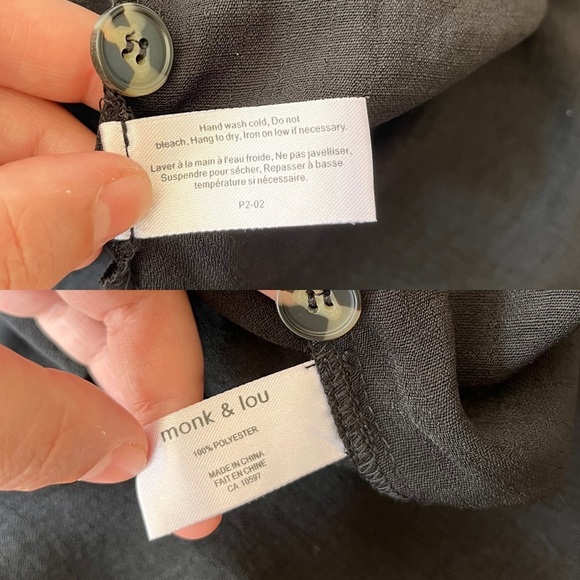 Hand wash cold, Do not
bleach, Hang to dry, Iron on low if necessary.
Laver à la main à l'eau froide, Ne pas javelliser,
Suspendre pour sécher, Repasser à basse
température si nécessaire.
P2-02
monk & lou
100% POLYESTER
MADE IN CHINA
FAIT EN CHINE
CA 10597